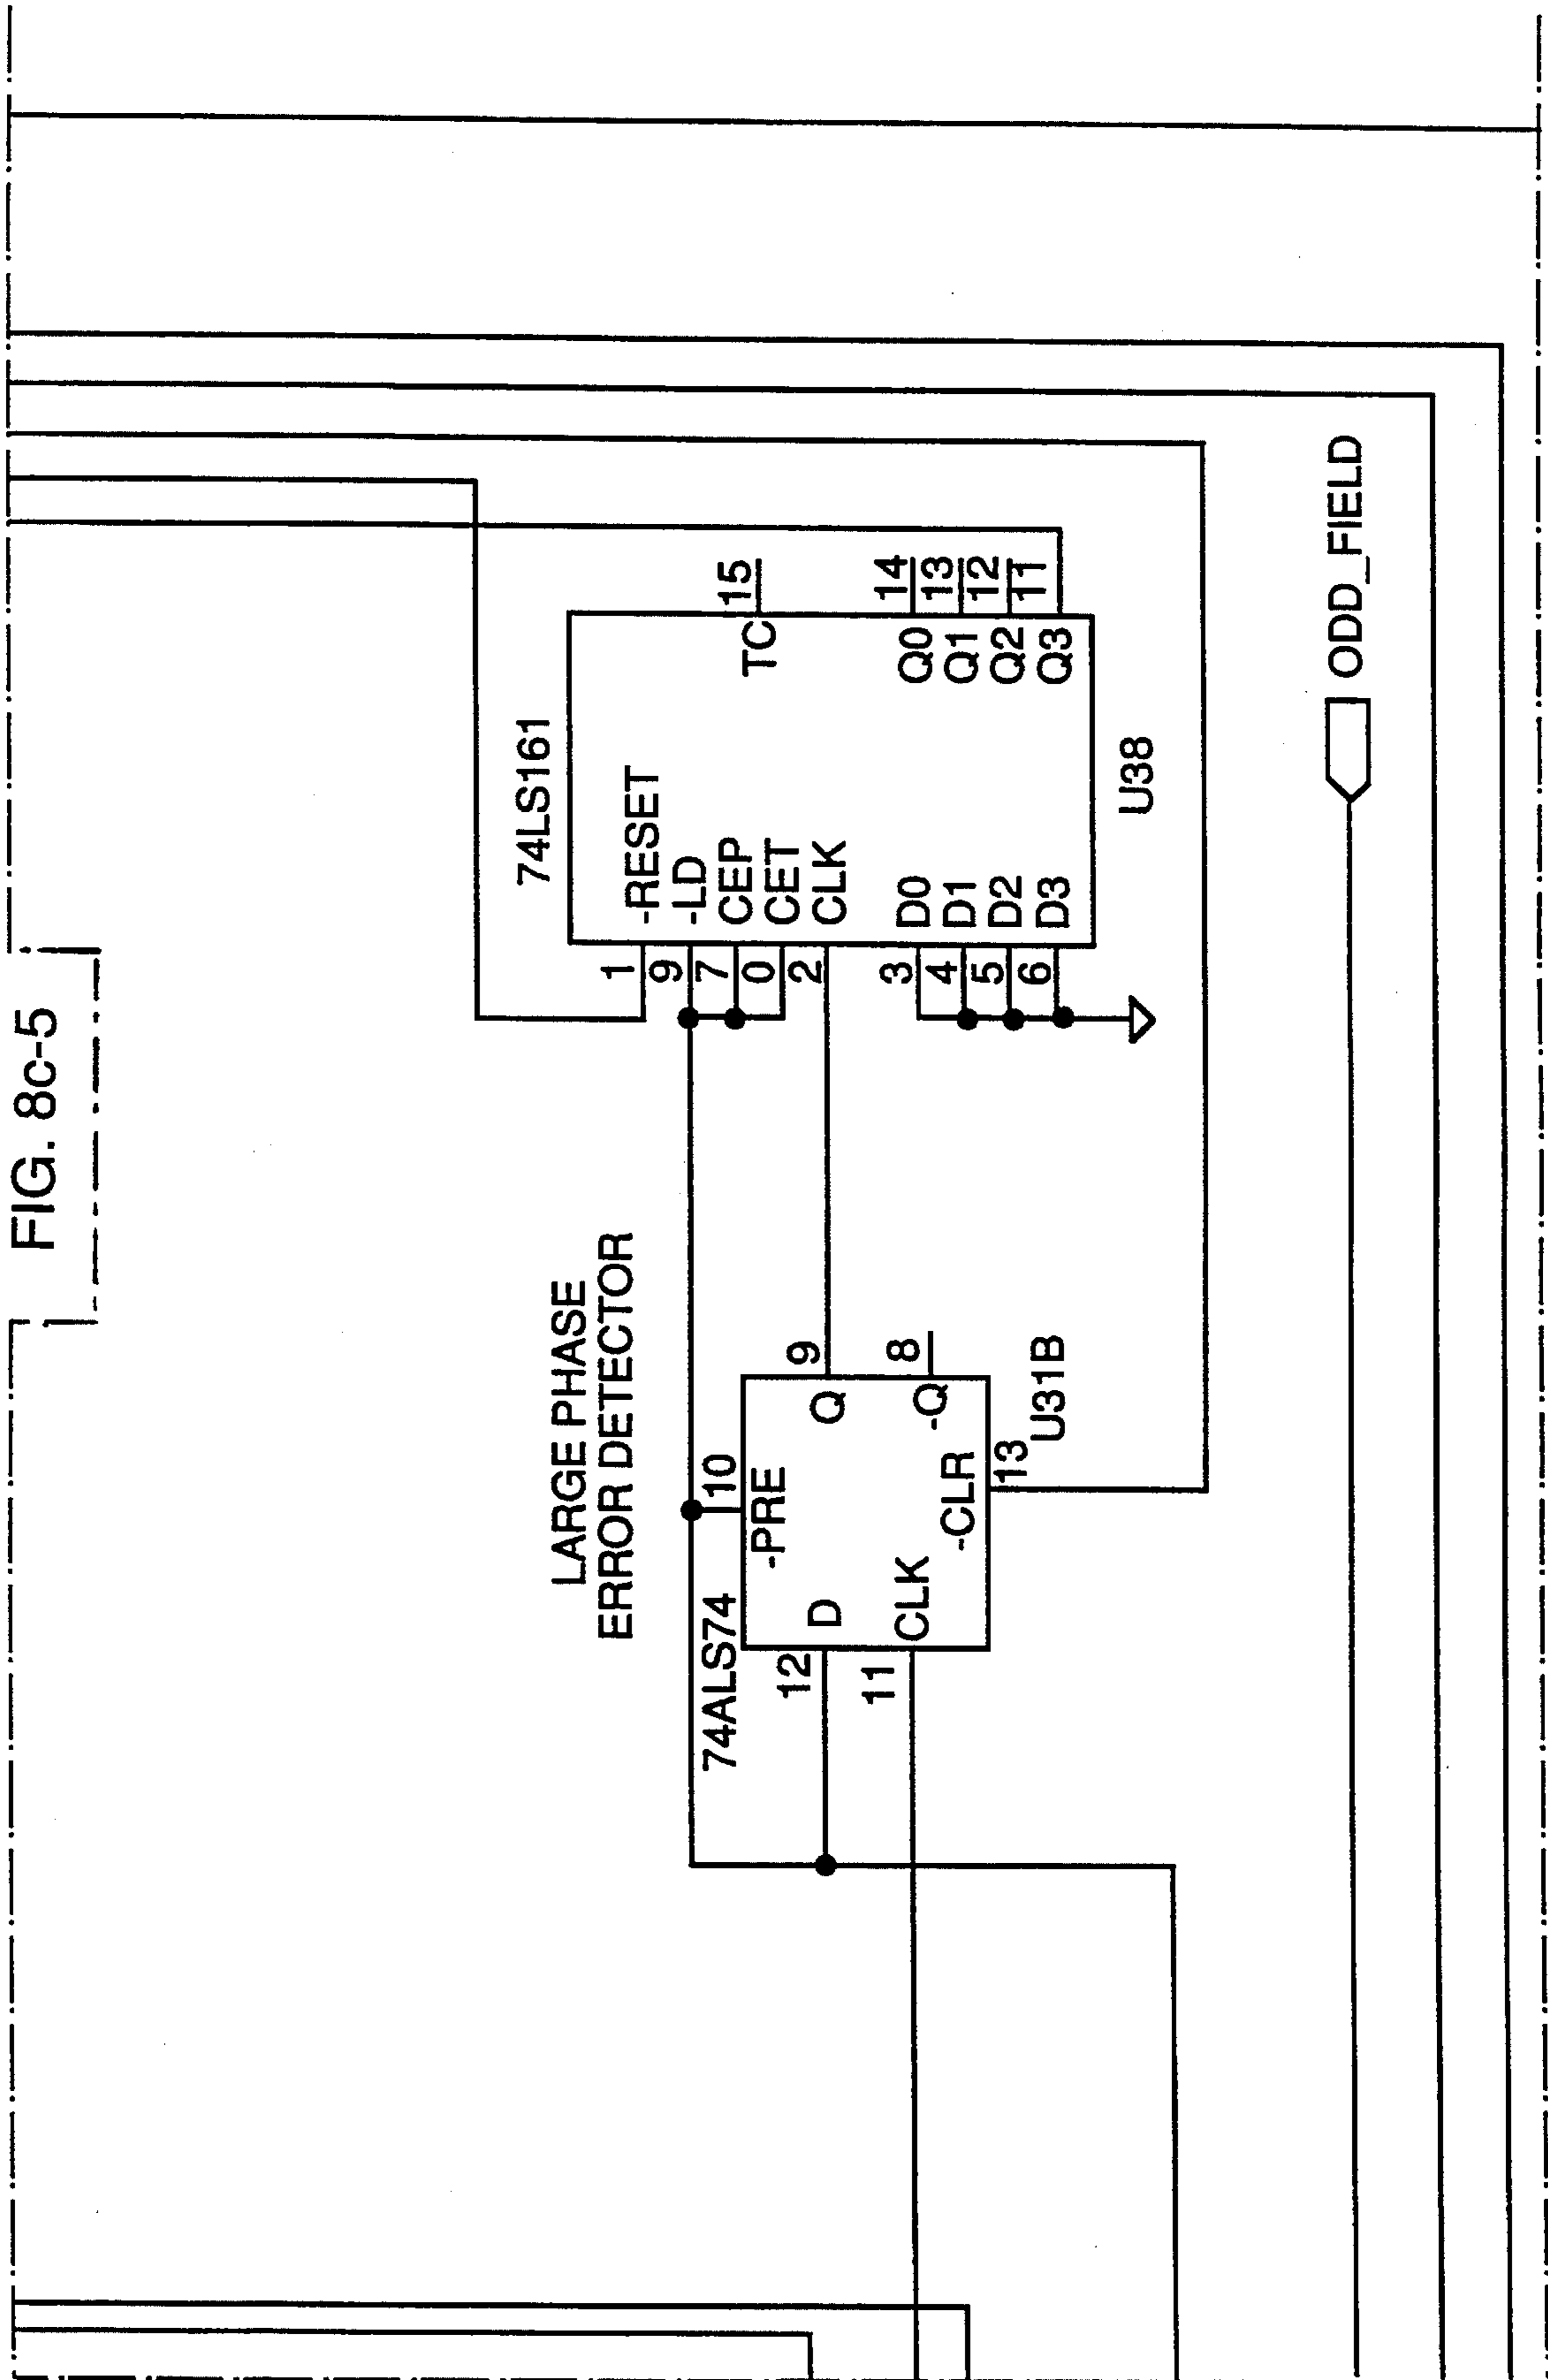 FIG. 8c-5
LARGE PHASE
ERROR DETECTOR
74ALS74
10
-PRE
12
D
Q
9
11
CLK
-Q
8
-CLR
13
U31B
74LS161
1
-RESET
9
-LD
7
CEP
TC
15
0
CET
2
CLK
3
D0
Q0
14
4
D1
Q1
13
5
D2
Q2
12
6
D3
Q3
11
U38
ODD_FIELD